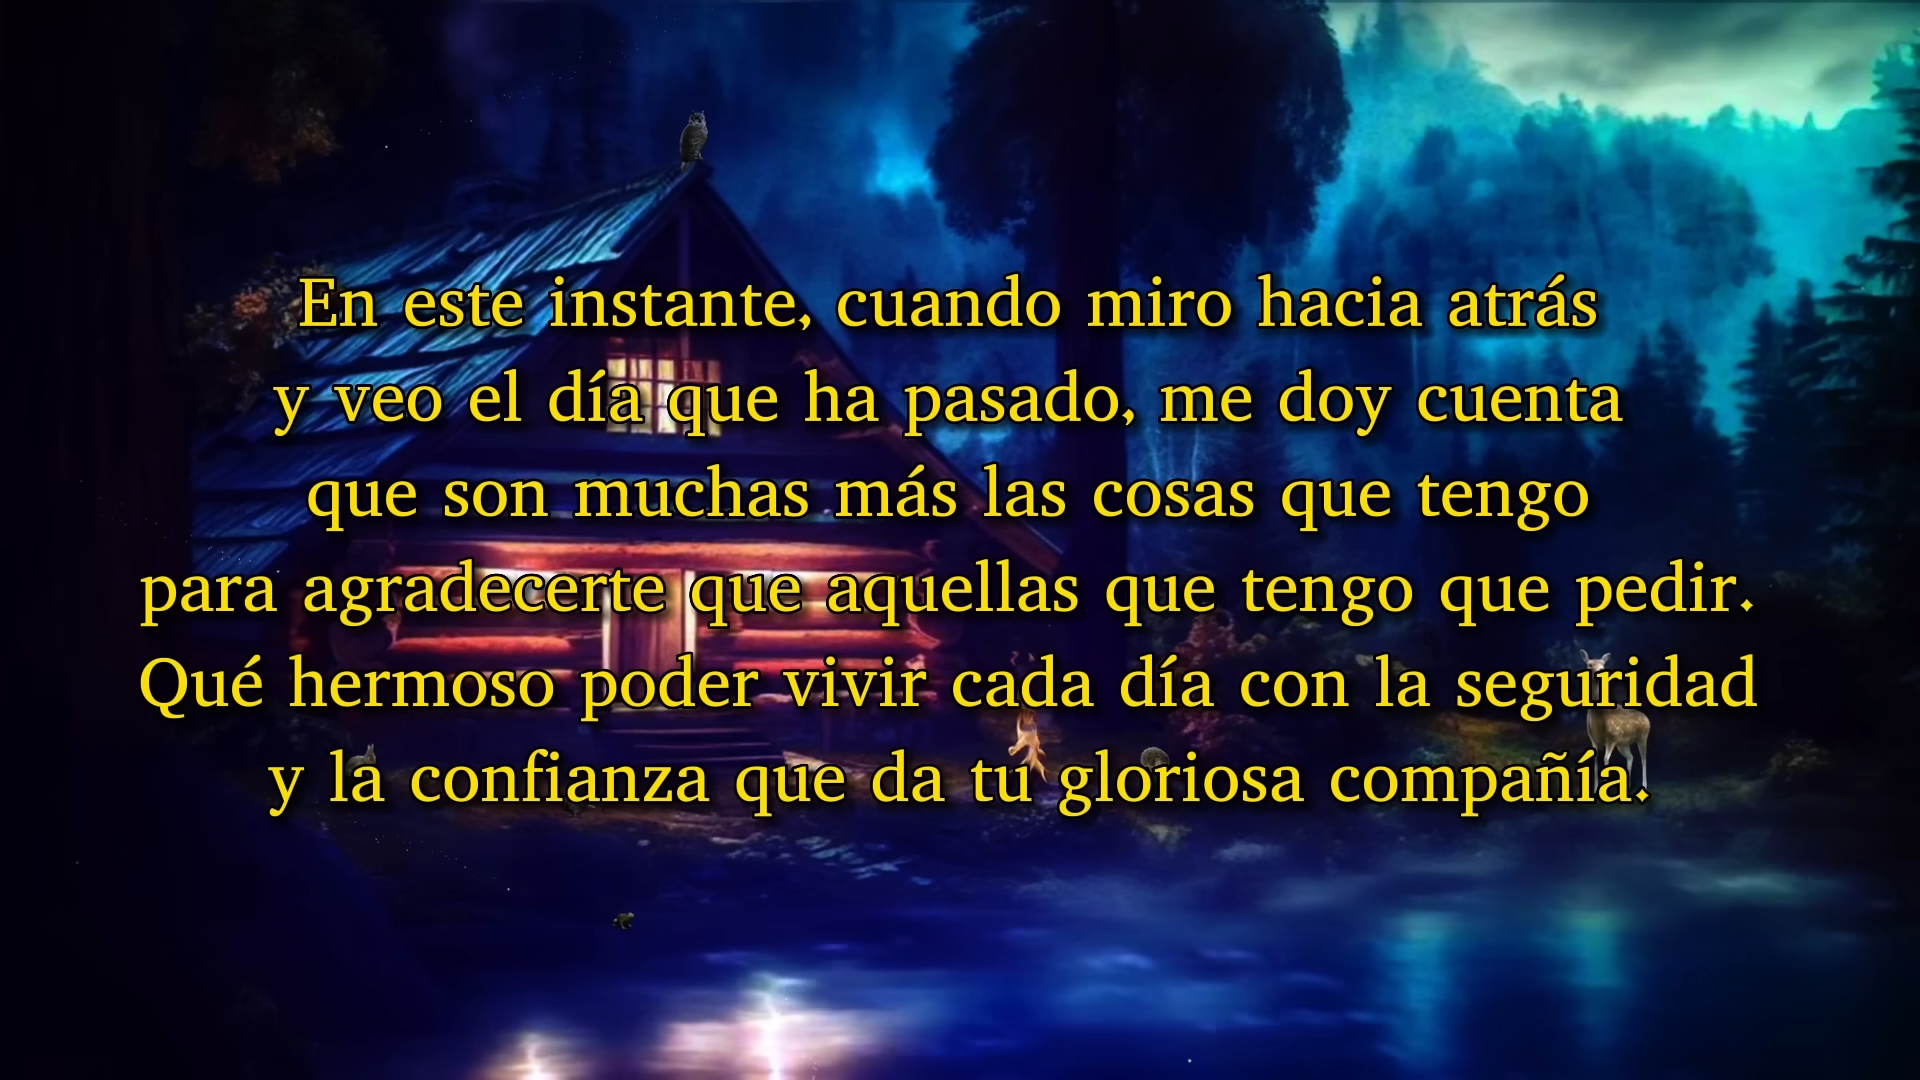 En este instante, cuando miro hacia atrás
y veo el día que ha pasado, me doy cuenta
que son muchas más las cosas que tengo
para agradecerte que aquellas que tengo que pedir.
Qué hermoso poder vivir cada día con la seguridad
y la confianza que da tu gloriosa compañía.